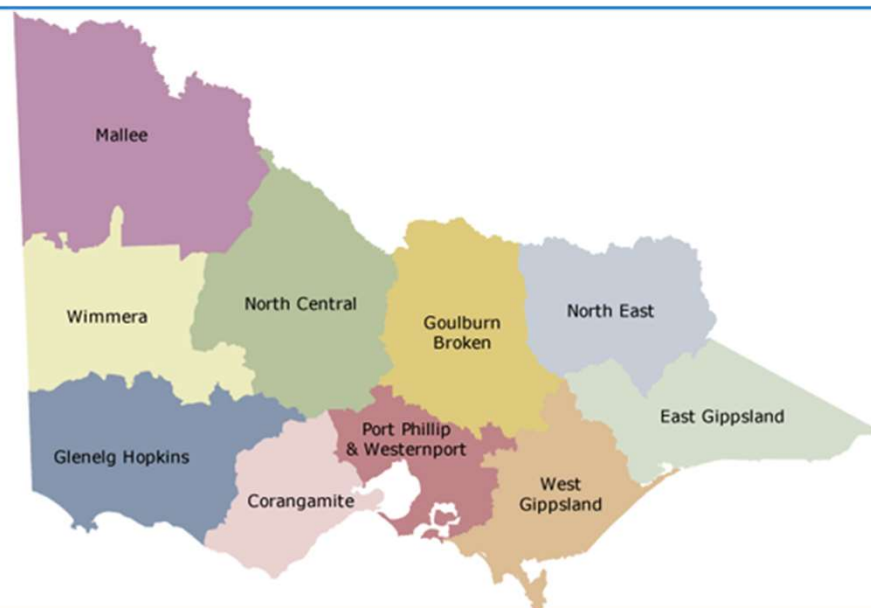 Mallee
Wimmera
North Central
Goulburn
Broken
North East
East Gippsland
Port Phillip
& Westernport
Glenelg Hopkins
Corangamite
West
Gippsland